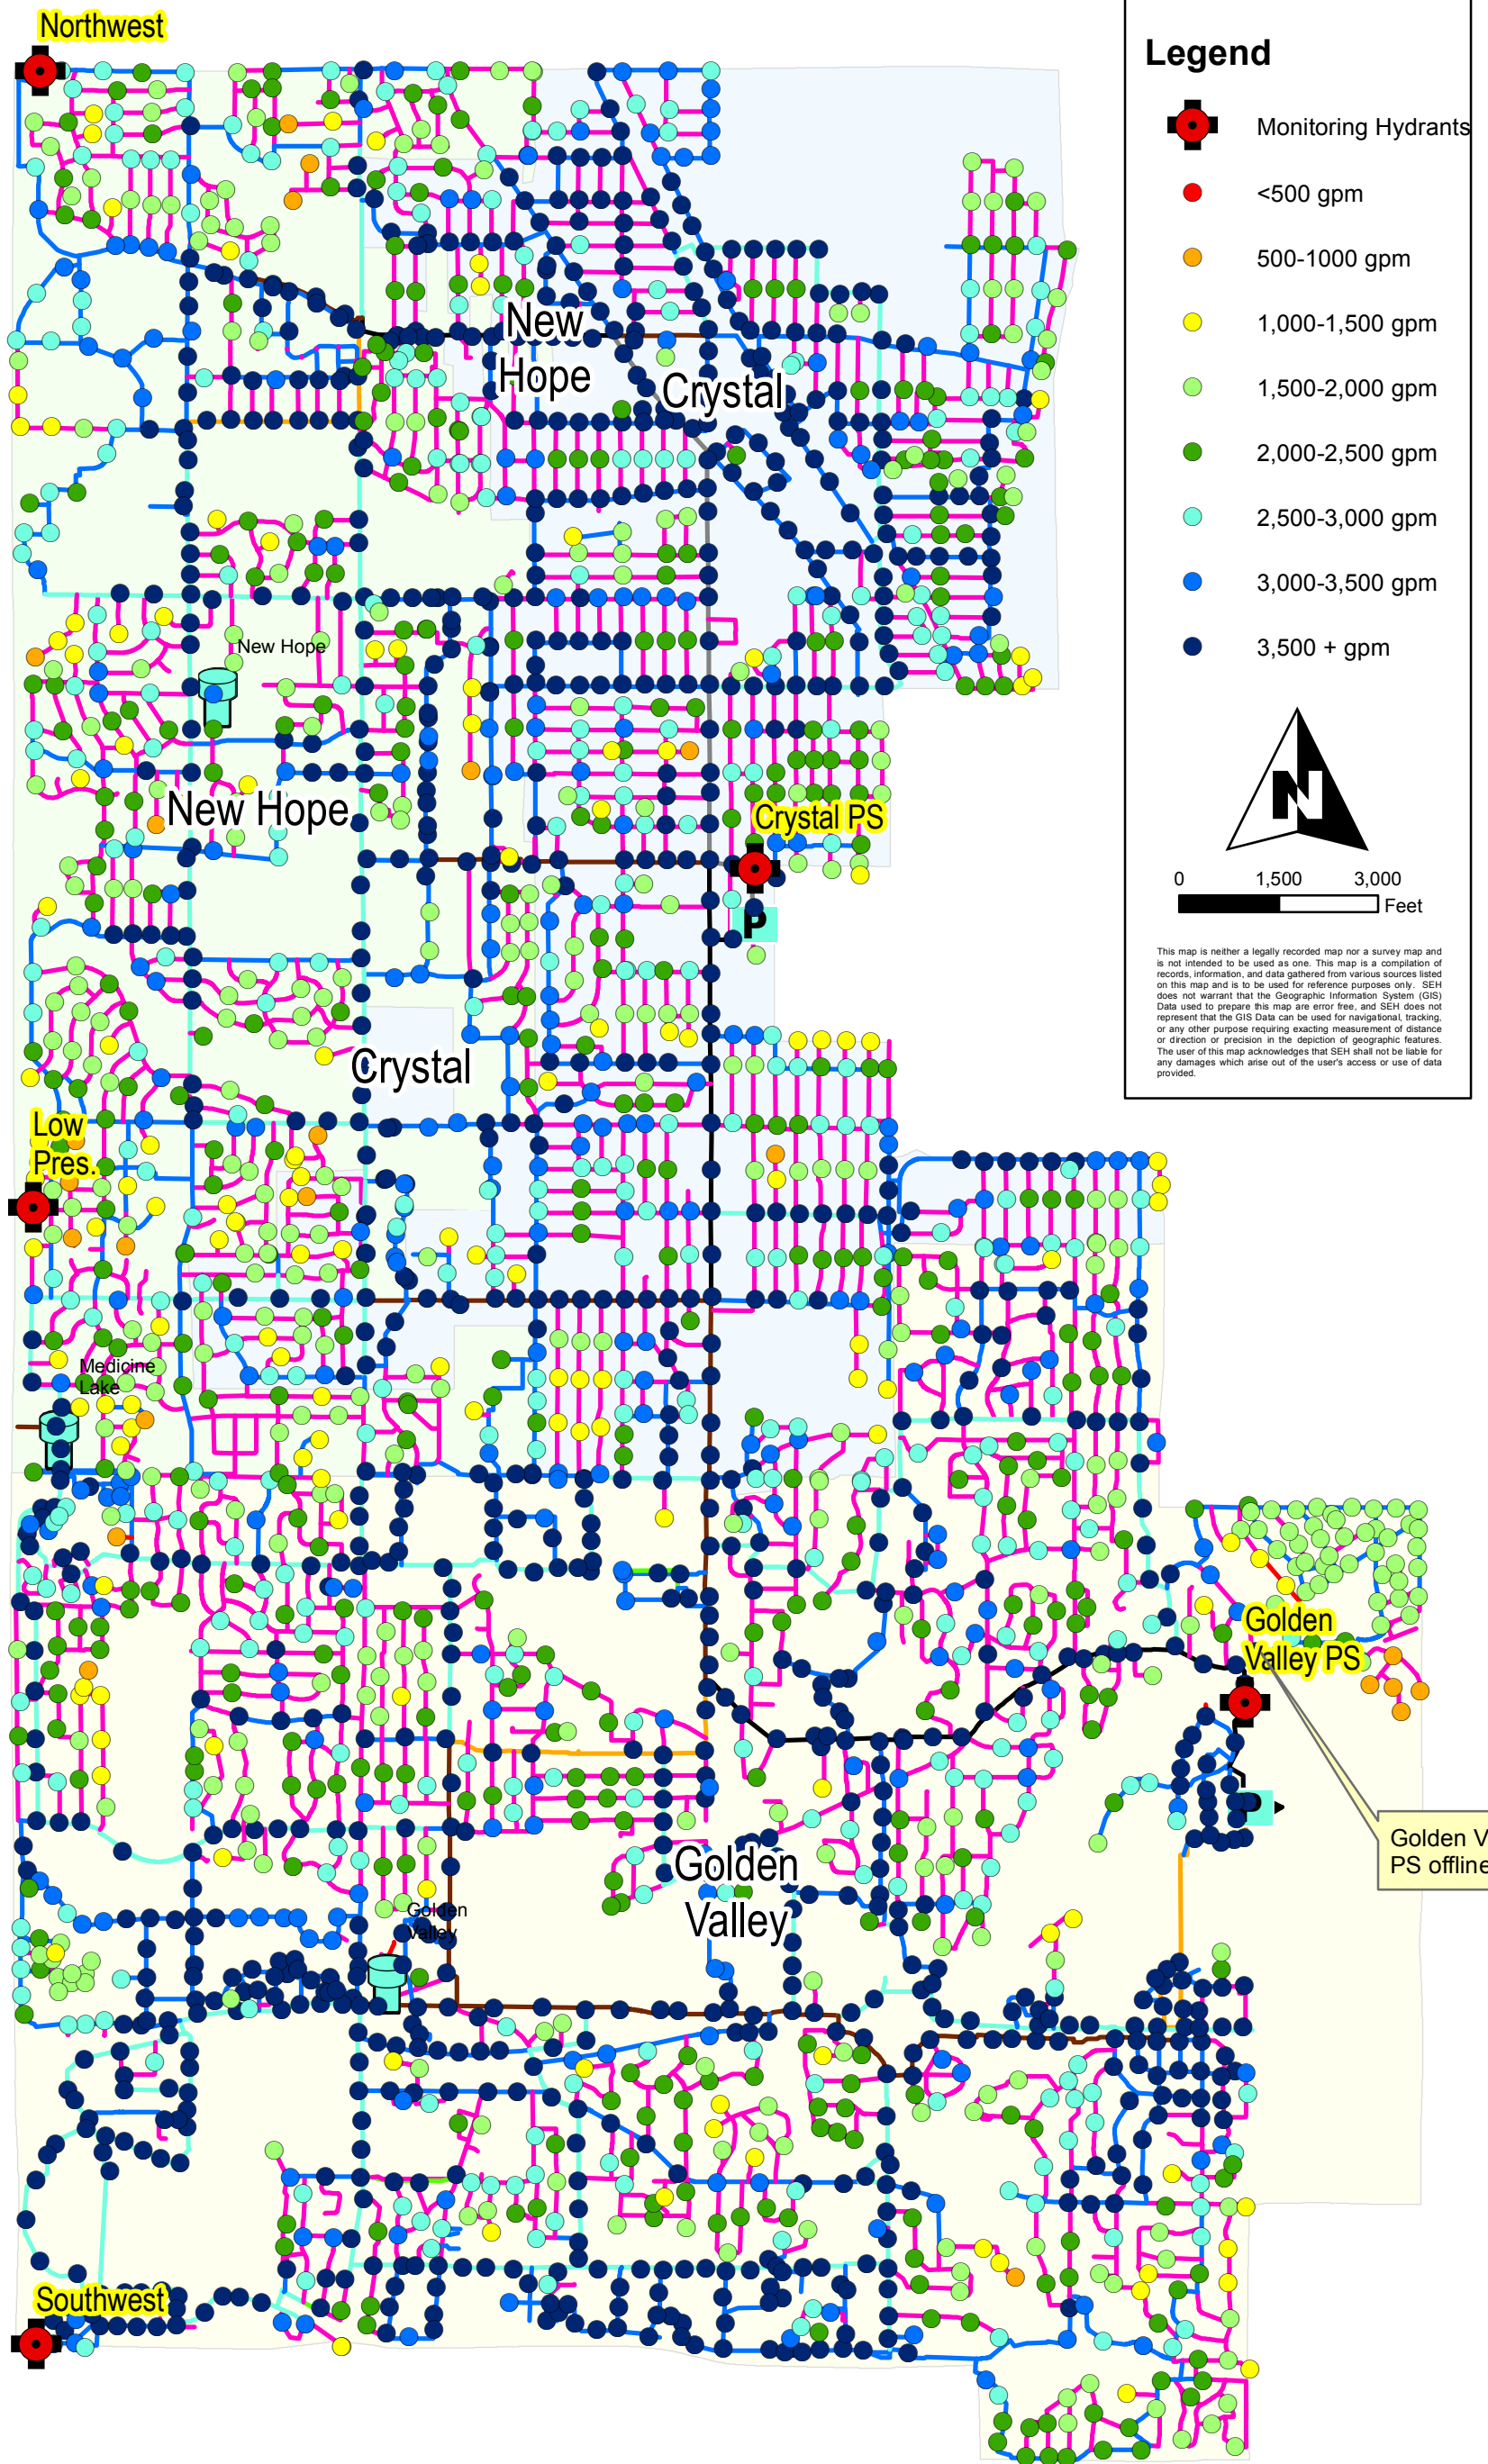 Northwest
Legend
Monitoring Hydrants
<500 gpm
500-1000 gpm
1,000-1,500 gpm
1,500-2,000 gpm
2,000-2,500 gpm
2,500-3,000 gpm
3,000-3,500 gpm
3,500 + gpm
N
0 1,500 3,000
Feet
This map is neither a legally recorded map nor a survey map and
is not intended to be used as one. This map is a compilation of
records, information, and data gathered from various sources listed
on this map and is to be used for reference purposes only. SEH
does not warrant that the Geographic Information System (GIS)
Data used to prepare this map are error free, and SEH does not
represent that the GIS Data can be used for navigational, tracking,
or any other purpose requiring exacting measurement of distance
or direction or precision in the depiction of geographic features.
The user of this map acknowledges that SEH shall not be liable for
any damages which arise out of the user's access or use of data
provided.
New
Hope
Crystal
New Hope
New Hope
Crystal PS
P
Crystal
Low
Pres.
Medicine
Lake
Golden
Valley PS
P
Golden V
PS offline
Golden
Valley
Golden
Valley
Southwest